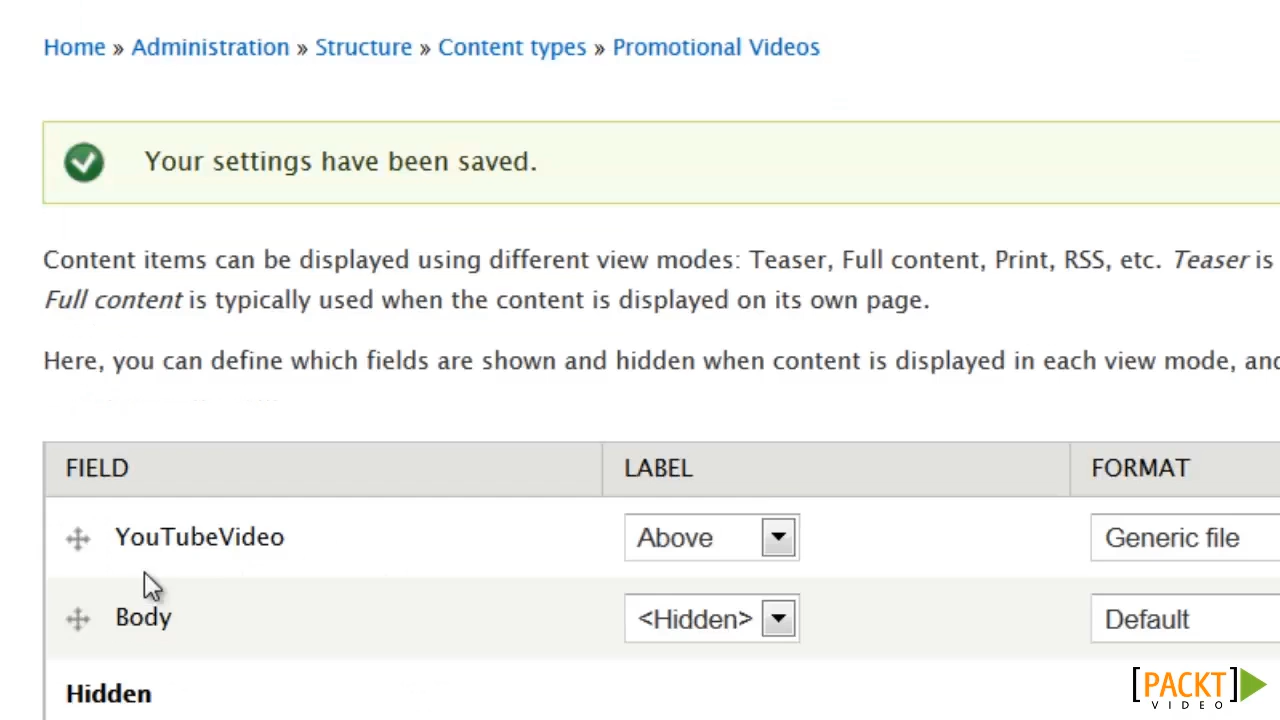 Home » Administration » Structure » Content types » Promotional Videos
Your settings have been saved.
Content items can be displayed using different view modes: Teaser, Full content, Print, RSS, etc. Teaser is
Full content is typically used when the content is displayed on its own page.
Here, you can define which fields are shown and hidden when content is displayed in each view mode, and
FIELD LABEL FORMAT
YouTubeVideo Above Generic file
Body <Hidden> Default
Hidden
[PACKT]
VIDEO